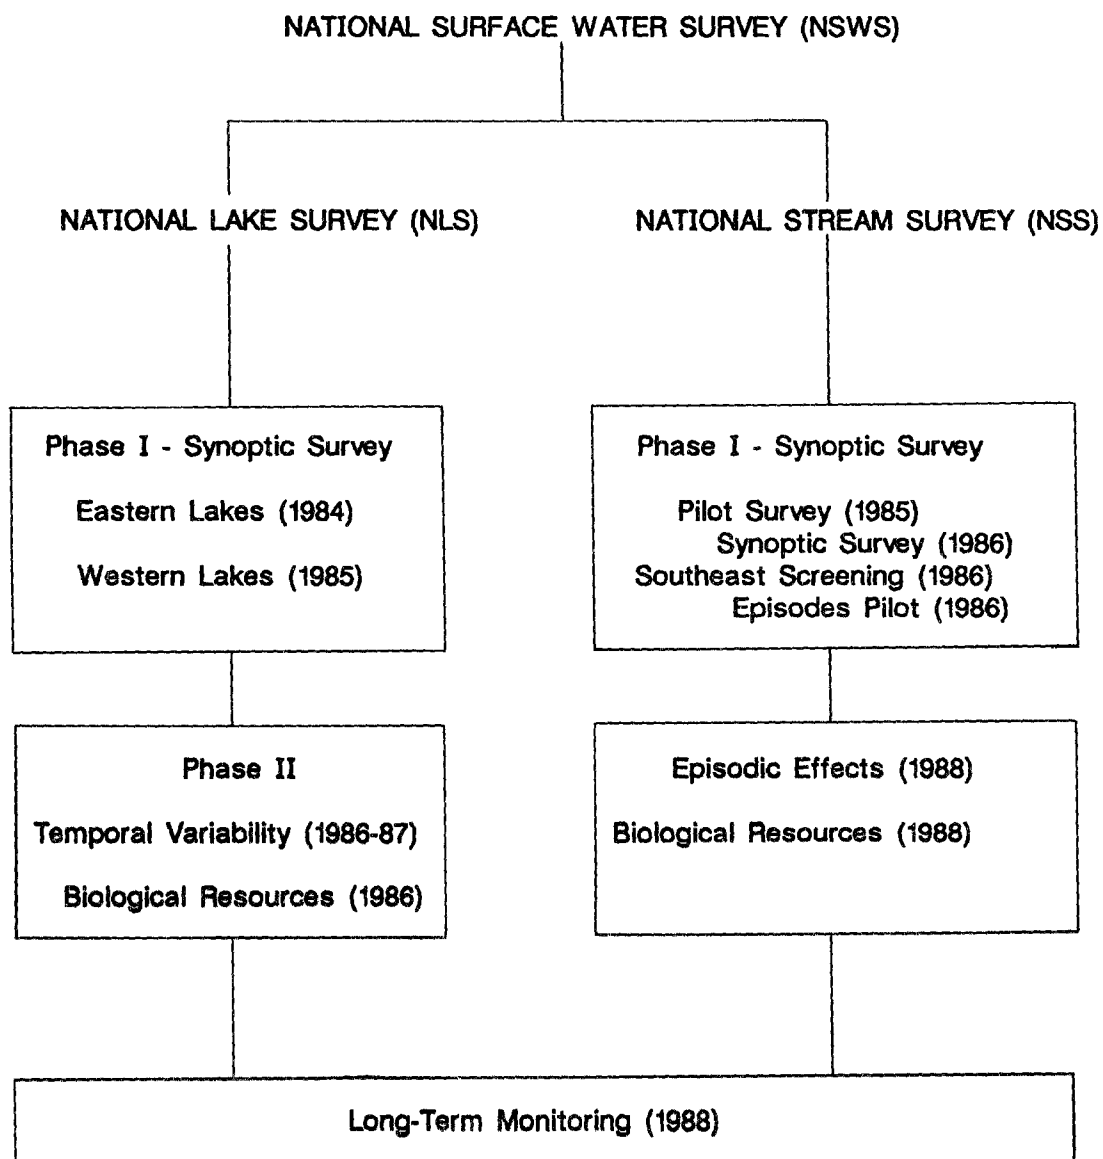 NATIONAL SURFACE WATER SURVEY (NSWS)
NATIONAL LAKE SURVEY (NLS)
NATIONAL STREAM SURVEY (NSS)
Phase I - Synoptic Survey
Eastern Lakes (1984)
Western Lakes (1985)
Phase I - Synoptic Survey
Pilot Survey (1985)
Synoptic Survey (1986)
Southeast Screening (1986)
Episodes Pilot (1986)
Phase II
Temporal Variability (1986-87)
Biological Resources (1986)
Episodic Effects (1988)
Biological Resources (1988)
Long-Term Monitoring (1988)